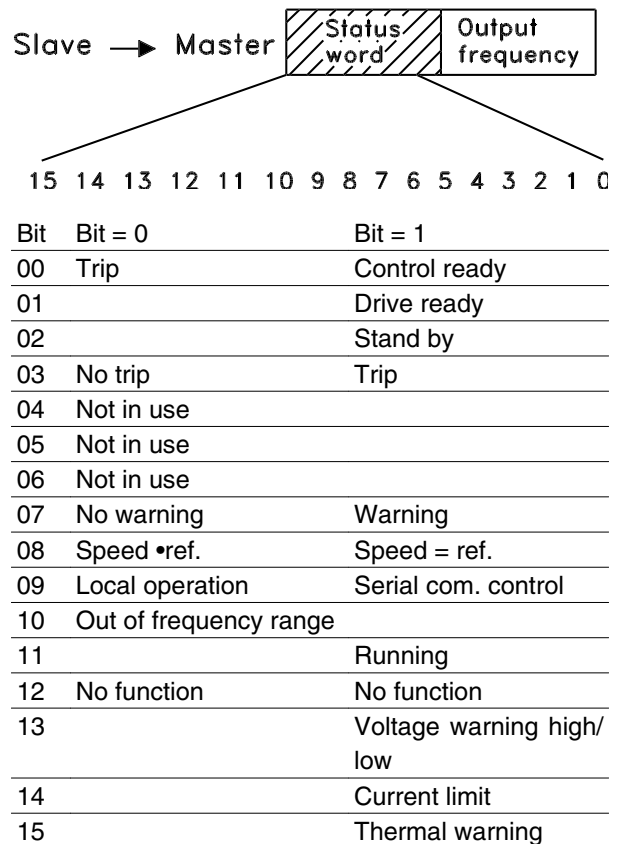 Slave → Master Status word Output frequency
15 14 13 12 11 10 9 8 7 6 5 4 3 2 1 0
Bit Bit = 0 Bit = 1
00 Trip Control ready
01 Drive ready
02 Stand by
03 No trip Trip
04 Not in use
05 Not in use
06 Not in use
07 No warning Warning
08 Speed •ref. Speed = ref.
09 Local operation Serial com. control
10 Out of frequency range
11 Running
12 No function No function
13 Voltage warning high/
low
14 Current limit
15 Thermal warning